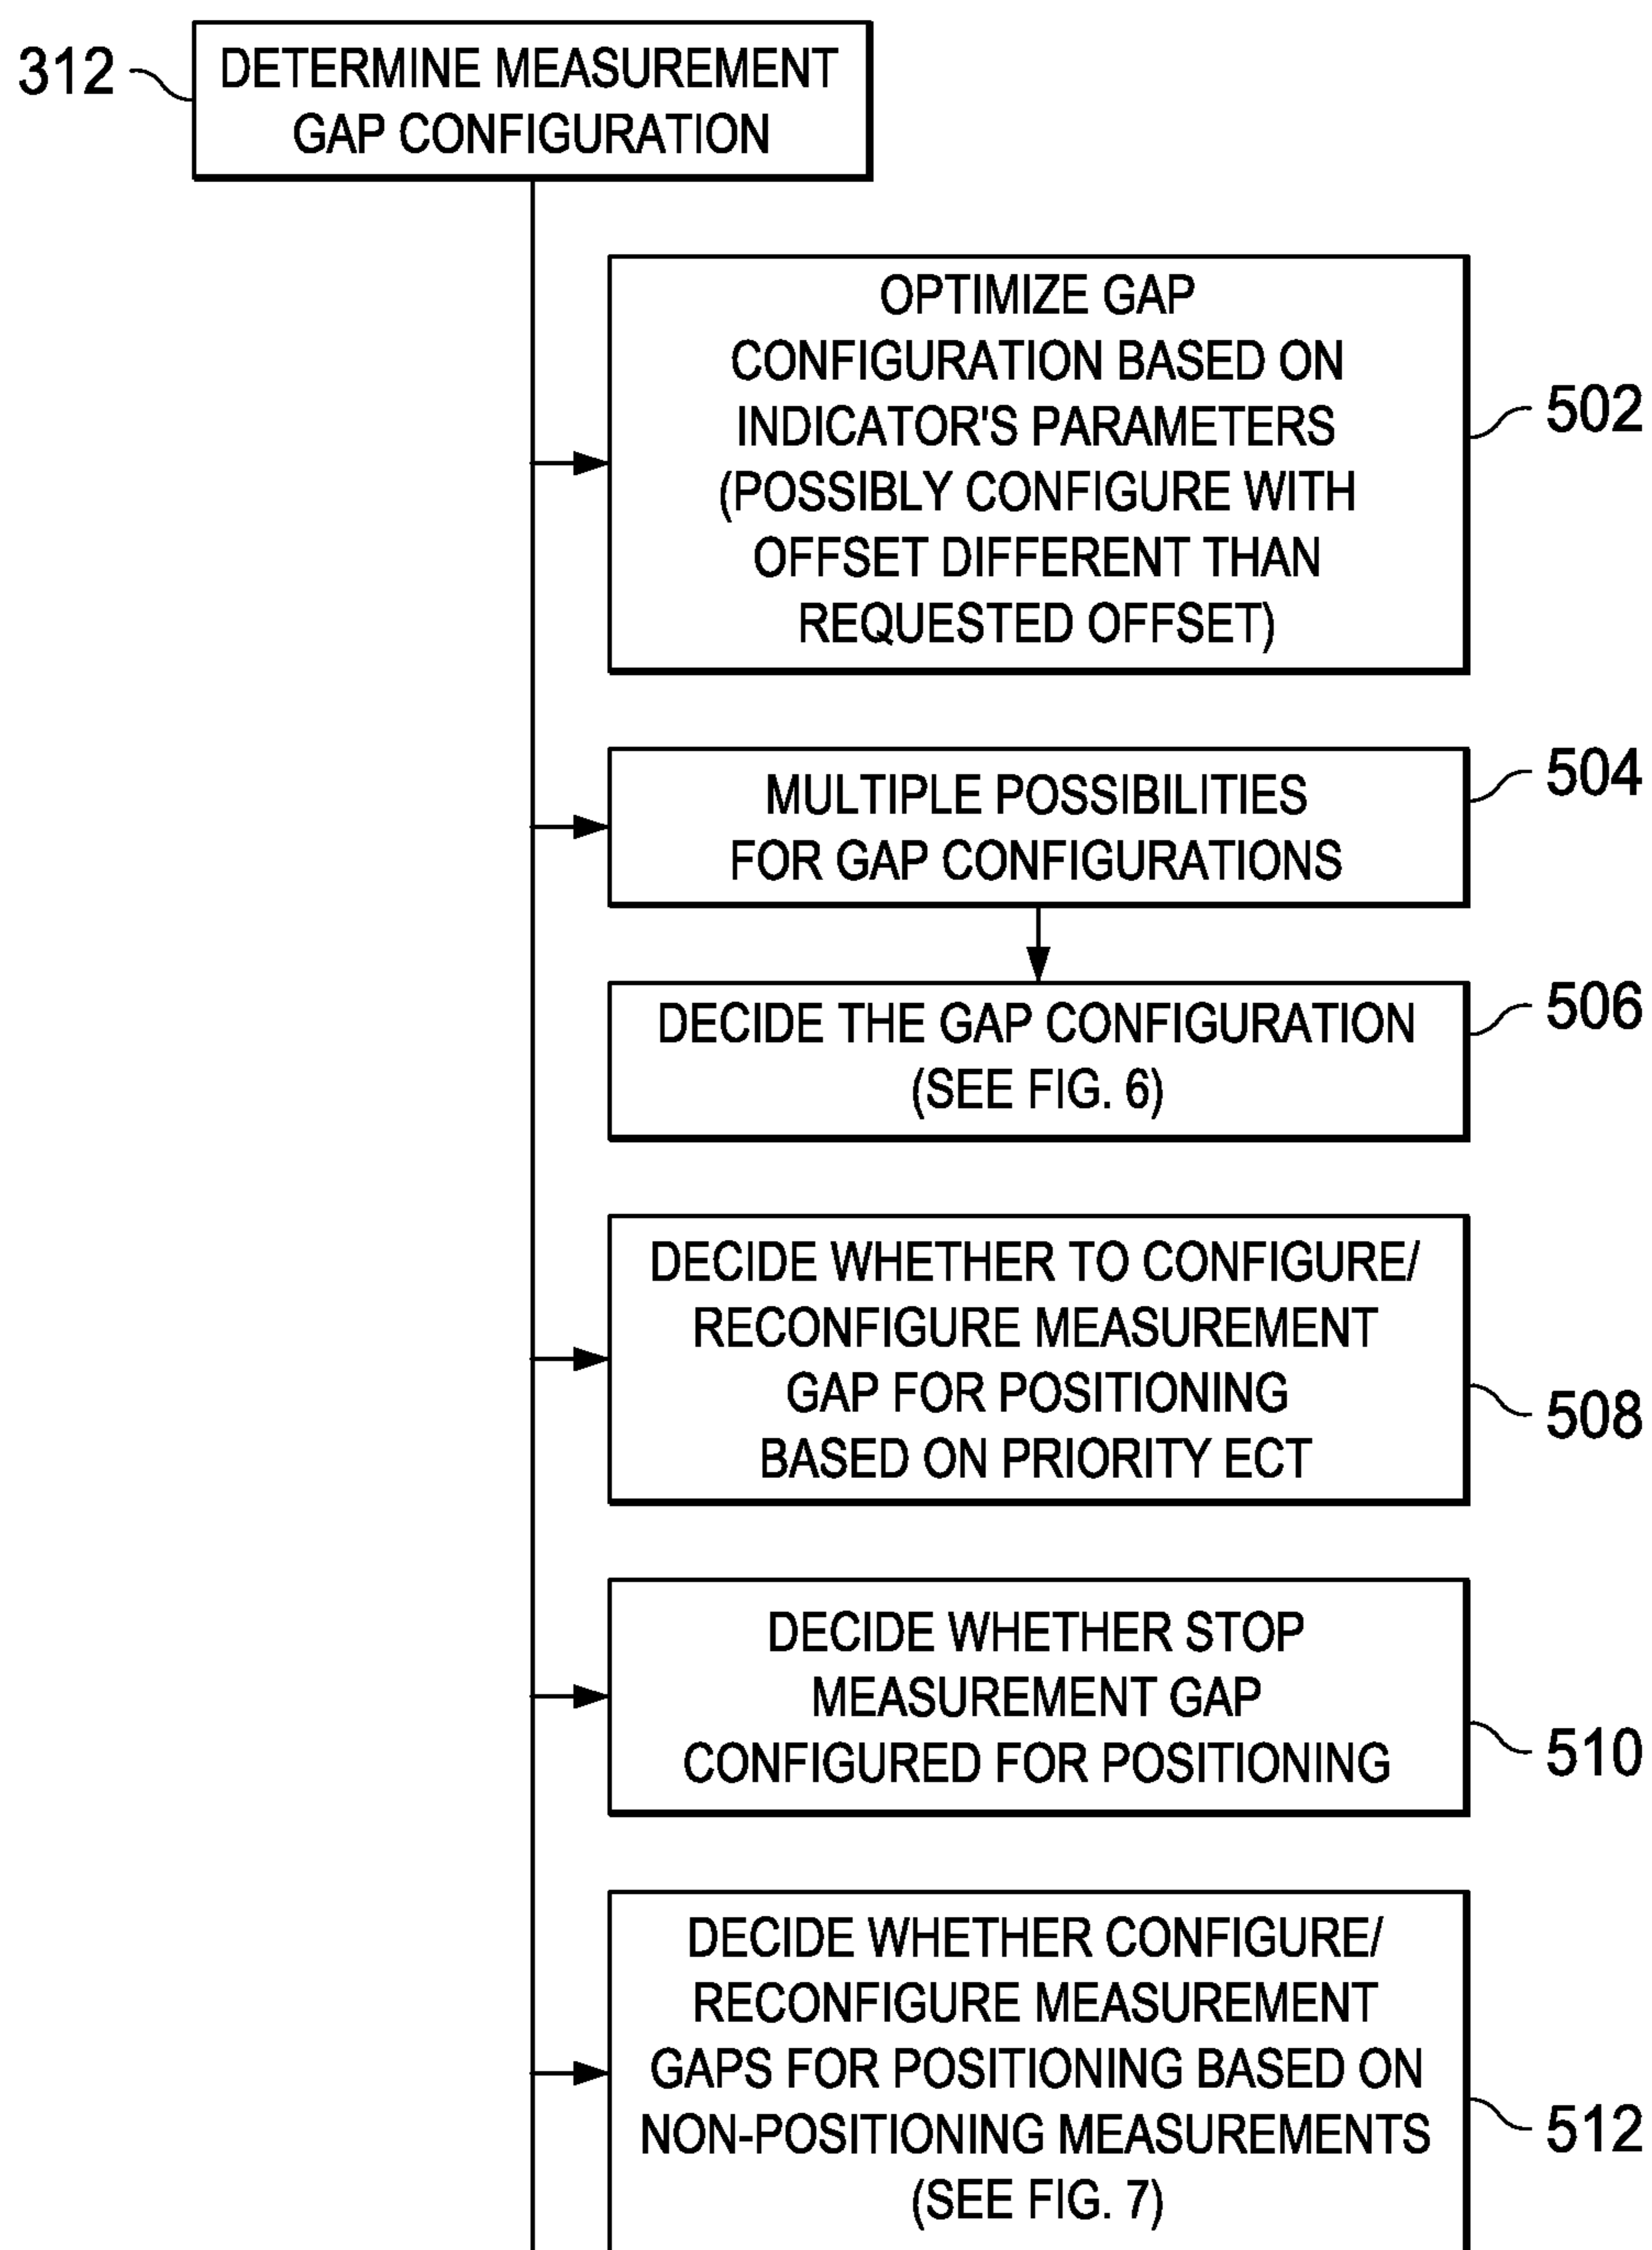 312
DETERMINE MEASUREMENT
GAP CONFIGURATION
OPTIMIZE GAP
CONFIGURATION BASED ON
INDICATOR'S PARAMETERS
(POSSIBLY CONFIGURE WITH
OFFSET DIFFERENT THAN
REQUESTED OFFSET)
502
MULTIPLE POSSIBILITIES
FOR GAP CONFIGURATIONS
504
DECIDE THE GAP CONFIGURATION
(SEE FIG. 6)
506
DECIDE WHETHER TO CONFIGURE/
RECONFIGURE MEASUREMENT
GAP FOR POSITIONING
BASED ON PRIORITY ECT
508
DECIDE WHETHER STOP
MEASUREMENT GAP
CONFIGURED FOR POSITIONING
510
DECIDE WHETHER CONFIGURE/
RECONFIGURE MEASUREMENT
GAPS FOR POSITIONING BASED ON
NON-POSITIONING MEASUREMENTS
(SEE FIG. 7)
512